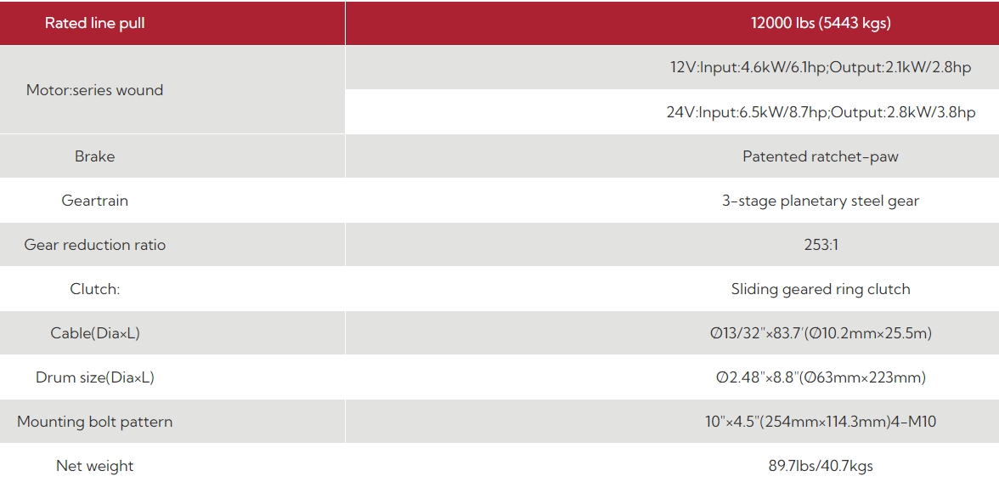 Rated line pull 12000 lbs (5443 kgs)
12V:Input:4.6kW/6.1hp;Output:2.1kW/2.8hp
Motor:series wound
24V:Input:6.5kW/8.7hp;Output:2.8kW/3.8hp
Brake Patented ratchet-paw
Geartrain 3-stage planetary steel gear
Gear reduction ratio 253:1
Clutch: Sliding geared ring clutch
Cable(Dia×L) Ø13/32"×83.7'(Ø10.2mm×25.5m)
Drum size(Dia×L) Ø2.48"×8.8"(Ø63mm×223mm)
Mounting bolt pattern 10"×4.5"(254mm×114.3mm)4-M10
Net weight 89.7lbs/40.7kgs